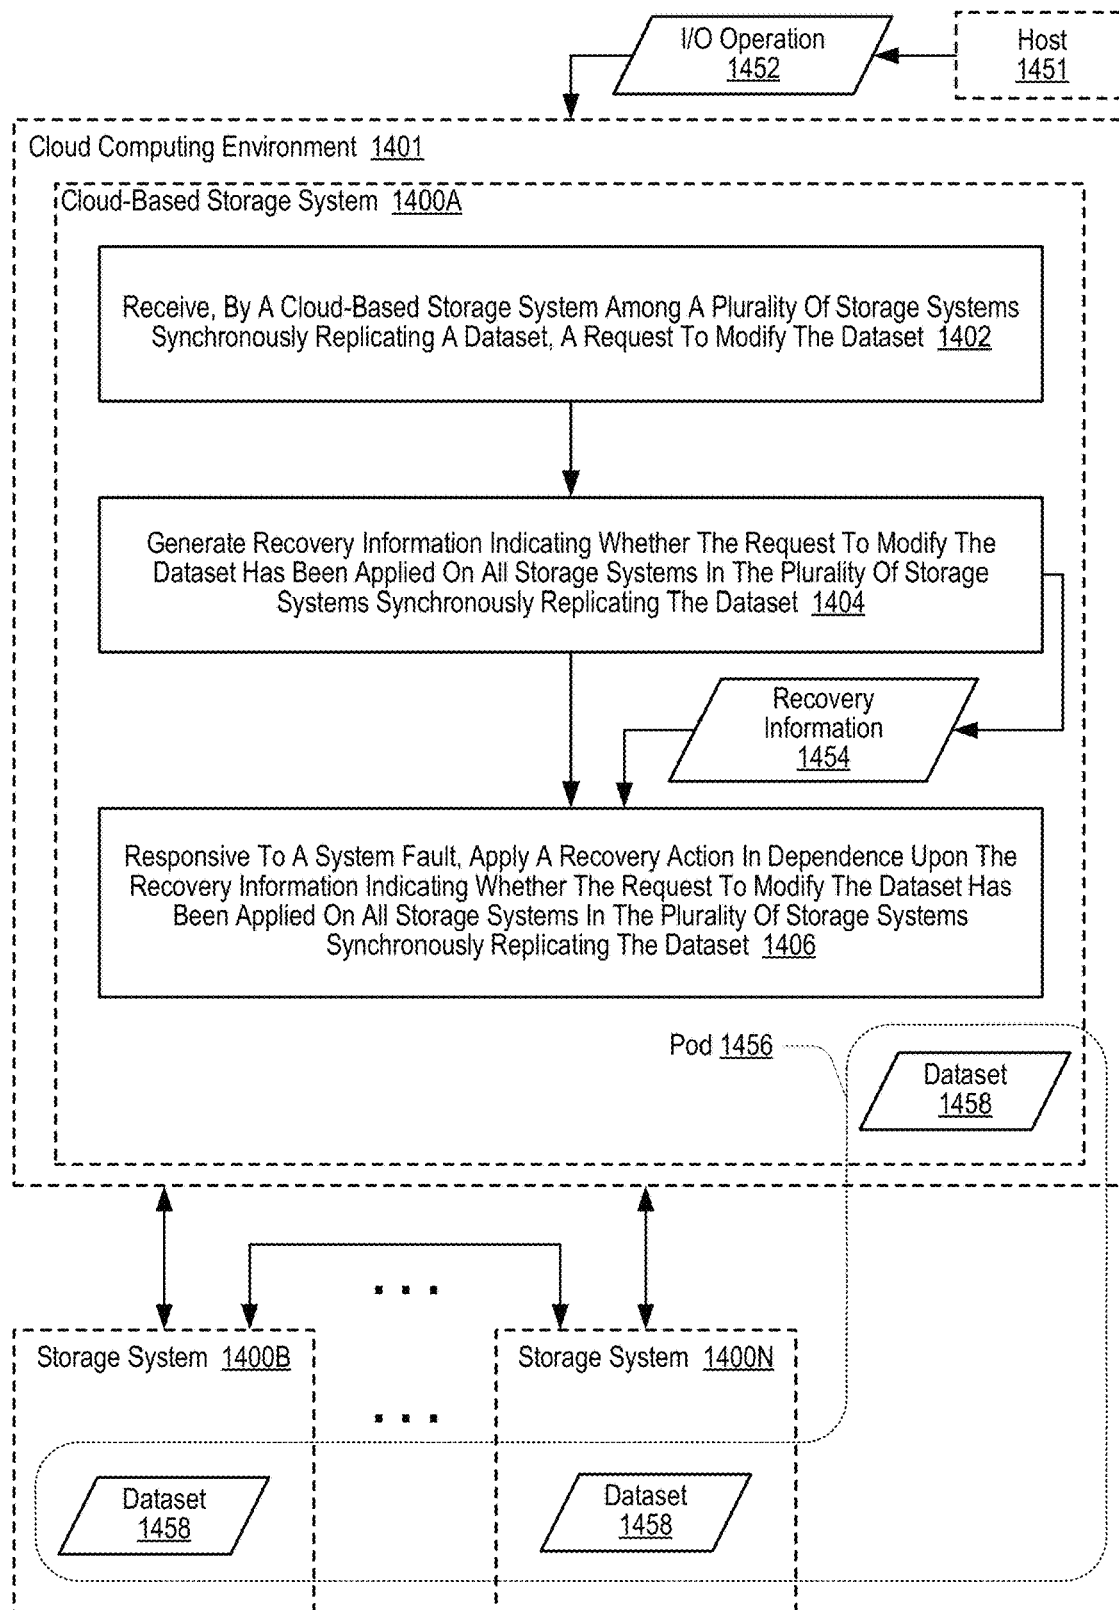 I/O Operation
1452
Host
1451
Cloud Computing Environment 1401
Cloud-Based Storage System 1400A
Receive, By A Cloud-Based Storage System Among A Plurality Of Storage Systems
Synchronously Replicating A Dataset, A Request To Modify The Dataset 1402
Generate Recovery Information Indicating Whether The Request To Modify The
Dataset Has Been Applied On All Storage Systems In The Plurality Of Storage
Systems Synchronously Replicating The Dataset 1404
Recovery
Information
1454
Responsive To A System Fault, Apply A Recovery Action In Dependence Upon The
Recovery Information Indicating Whether The Request To Modify The Dataset Has
Been Applied On All Storage Systems In The Plurality Of Storage Systems
Synchronously Replicating The Dataset 1406
Pod 1456
Dataset
1458
Storage System 1400B
Storage System 1400N
Dataset
1458
Dataset
1458